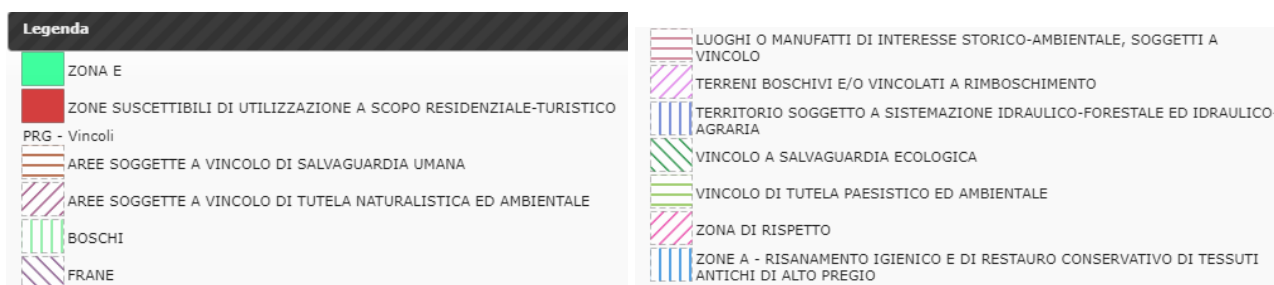 Legenda
ZONA E
ZONE SUSCETTIBILI DI UTILIZZAZIONE A SCOPO RESIDENZIALE-TURISTICO
PRG - Vincoli
AREE SOGGETTE A VINCOLO DI SALVAGUARDIA UMANA
AREE SOGGETTE A VINCOLO DI TUTELA NATURALISTICA ED AMBIENTALE
BOSCHI
FRANE
LUOGHI O MANUFATTI DI INTERESSE STORICO-AMBIENTALE, SOGGETTI A
VINCOLO
TERRENI BOSCHIVI E/O VINCOLATI A RIMBOSCHIMENTO
TERRITORIO SOGGETTO A SISTEMAZIONE IDRAULICO-FORESTALE ED IDRAULICO-
AGRARIA
VINCOLO A SALVAGUARDIA ECOLOGICA
VINCOLO DI TUTELA PAESISTICO ED AMBIENTALE
ZONA DI RISPETTO
ZONE A - RISANAMENTO IGIENICO E DI RESTAURO CONSERVATIVO DI TESSUTI
ANTICHI DI ALTO PREGIO